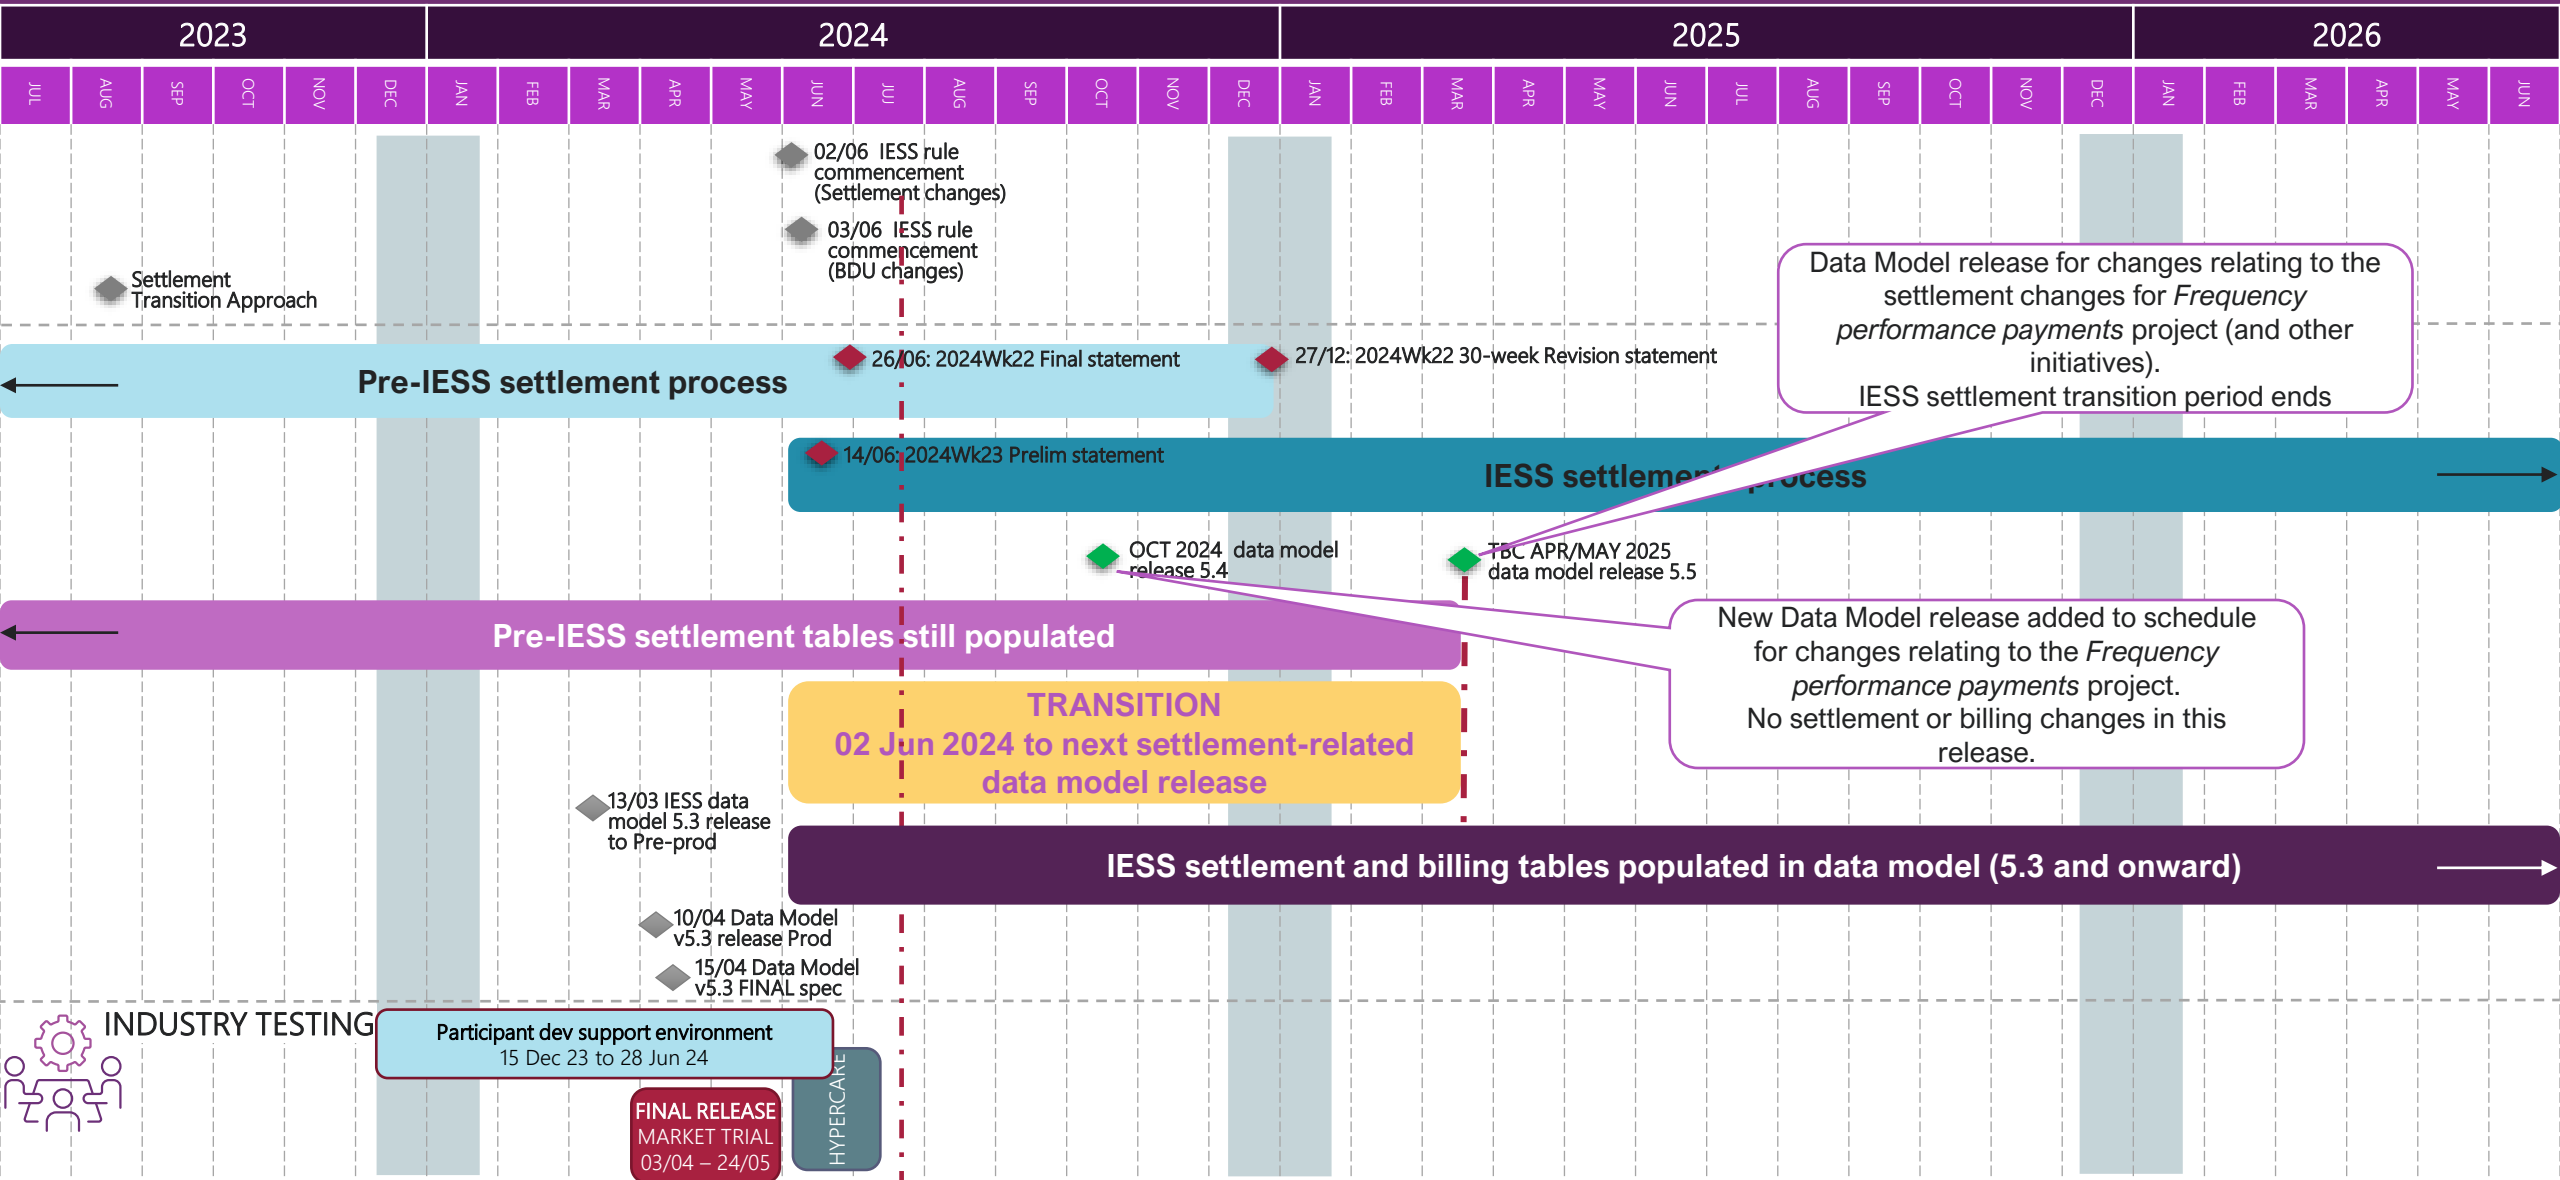 2023
2024
2025
2026
JUL
AUG
SEP
OCT
NOV
DEC
JAN
FEB
MAR
APR
MAY
JUN
JUJ
AUG
SEP
OCT
NOV
DEC
JAN
FEB
MAR
APR
MAY
JUN
JUL
AUG
SEP
OCT
NOV
DEC
JAN
FEB
MAR
APR
MAY
JUN
02/06 IESS rule
commencement
(Settlement changes)
03/06 IESS rule
commencement
(BDU changes)
Settlement
Transition Approach
Data Model release for changes relating to the
settlement changes for Frequency
performance payments project (and other
initiatives).
IESS settlement transition period ends
Pre-IESS settlement process
26/06: 2024Wk22 Final statement
27/12: 2024Wk22 30-week Revision statement
14/06: 2024Wk23 Prelim statement
IESS settlement process
OCT 2024 data model
release 5.4
TBC APR/MAY 2025
data model release 5.5
Pre-IESS settlement tables still populated
New Data Model release added to schedule
for changes relating to the Frequency
performance payments project.
No settlement or billing changes in this
release.
TRANSITION
02 Jun 2024 to next settlement-related
data model release
13/03 IESS data
model 5.3 release
to Pre-prod
IESS settlement and billing tables populated in data model (5.3 and onward)
10/04 Data Model
v5.3 release Prod
15/04 Data Model
v5.3 FINAL spec
INDUSTRY TESTING
Participant dev support environment
15 Dec 23 to 28 Jun 24
HYPERCARE
FINAL RELEASE
MARKET TRIAL
03/04 – 24/05